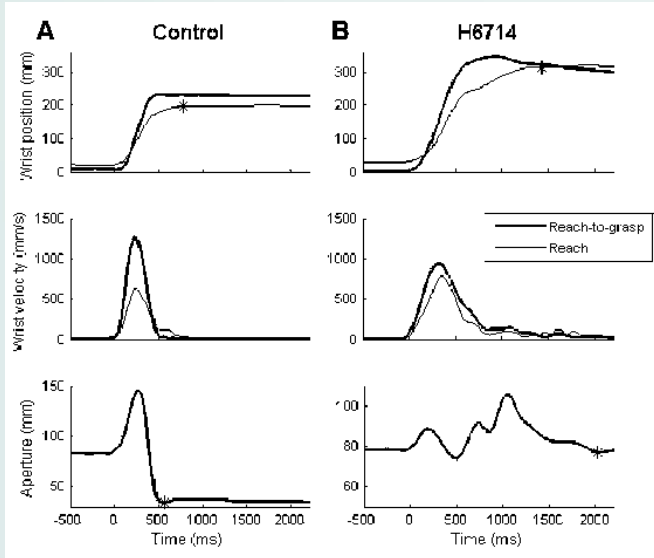 A Control
B H6714
Wrist position (mm)
300
200
100
0
300
200
100
0
Wrist velocity (mm/s)
1500
1000
500
0
1500
1000
500
0
Reach-to-grasp
Reach
Aperture (mm)
150
100
50
100
80
60
-500 0 500 1000 1500 2000
Time (ms)
-500 0 500 1000 1500 2000
Time (ms)